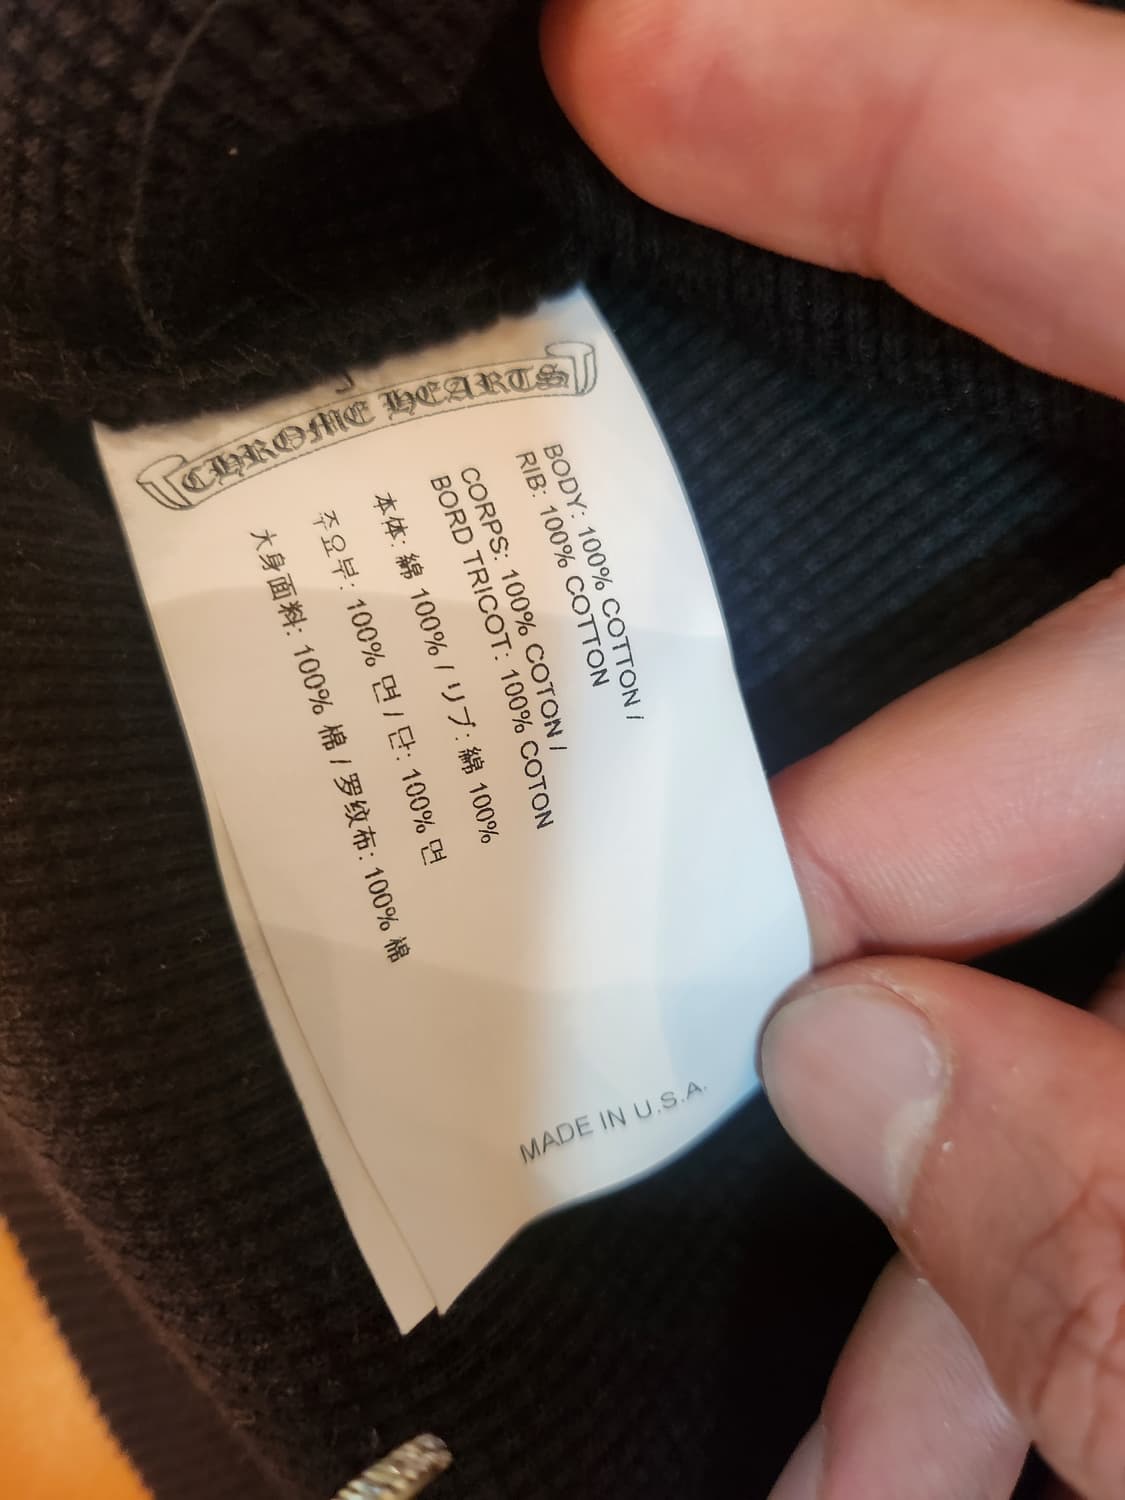 CHROME HEARTS
BODY: 100% COTTON /
RIB: 100% COTTON
CORPS: 100% COTON /
BORD TRICOT: 100% COTON
本体: 綿 100% / リブ: 綿 100%
주요부: 100% 면 / 단: 100% 면
大身面料: 100% 棉 / 罗纹布: 100% 棉
MADE IN U.S.A.